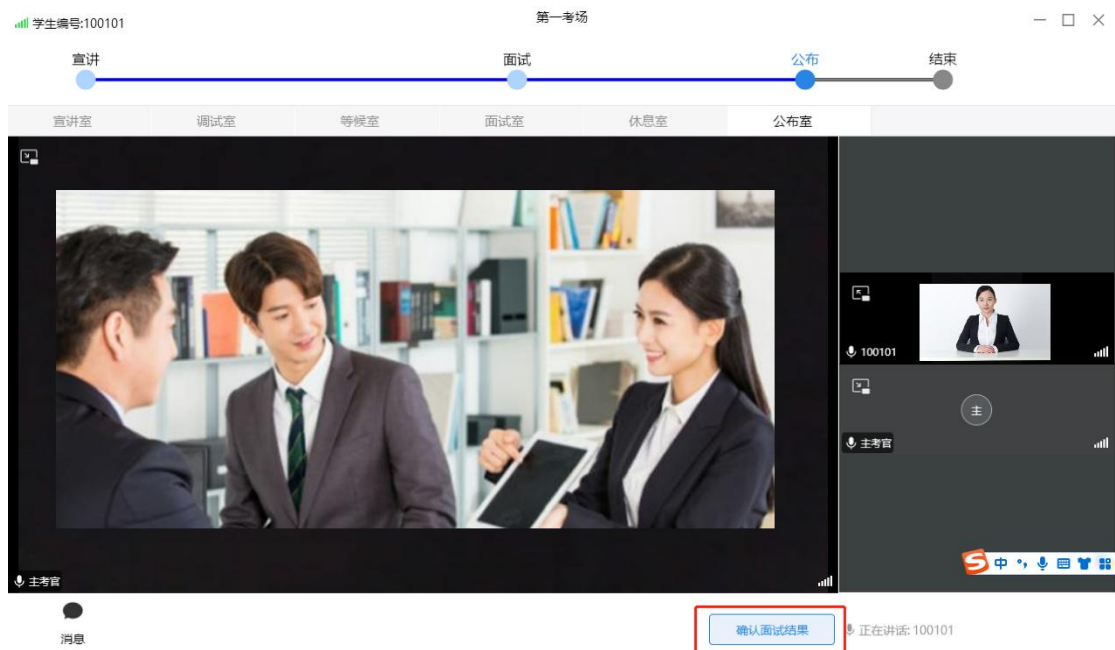 学生编号:100101
第一考场
宣讲
面试
公布
结束
宣讲室
调试室
等候室
面试室
休息室
公布室
100101
主
主考官
主考官
中
消息
确认面试结果
正在讲话: 100101